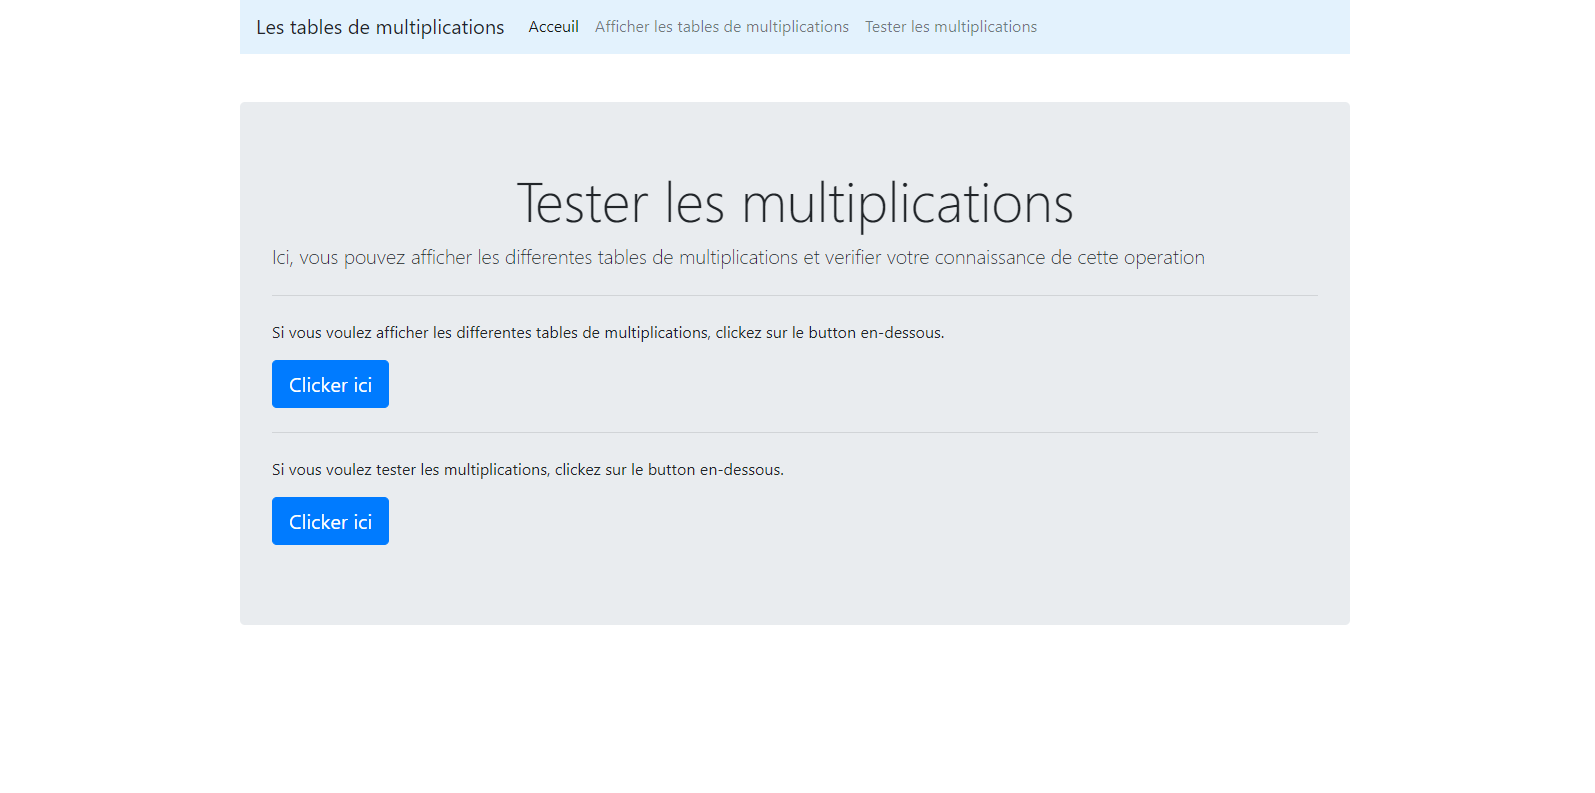 Les tables de multiplications Acceuil Afficher les tables de multiplications Tester les multiplications
Tester les multiplications
Ici, vous pouvez afficher les differentes tables de multiplications et verifier votre connaissance de cette operation
Si vous voulez afficher les differentes tables de multiplications, clickez sur le button en-dessous.
Clicker ici
Si vous voulez tester les multiplications, clickez sur le button en-dessous.
Clicker ici